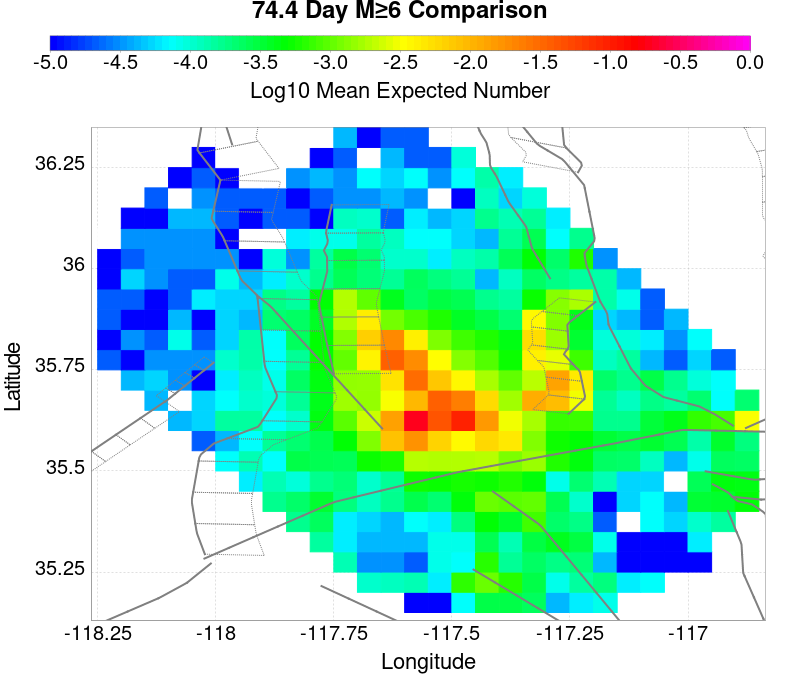 74.4 Day M≥6 Comparison
-5.0 -4.5 -4.0 -3.5 -3.0 -2.5 -2.0 -1.5 -1.0 -0.5 0.0
Log10 Mean Expected Number
36.25
36
35.75
35.5
35.25
Latitude
-118.25 -118 -117.75 -117.5 -117.25 -117
Longitude